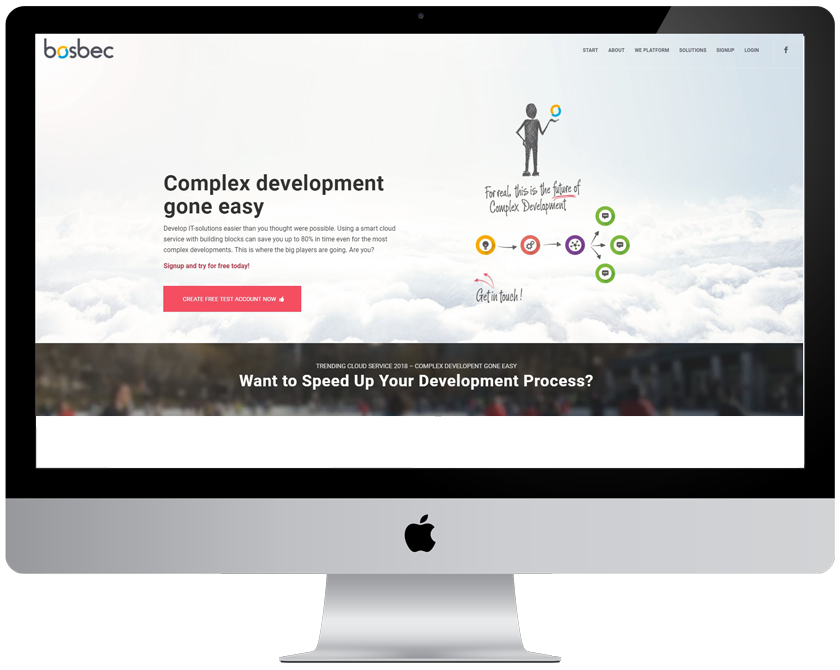 bosbec
START ABOUT WE PLATFORM SOLUTIONS SIGNUP LOGIN f
For real, this is the future of
Complex Development
Complex development
gone easy
Develop IT-solutions easier than you thought were possible. Using a smart cloud
service with building blocks can save you up to 80% in time even for the most
complex developments. This is where the big players are going. Are you?
Signup and try for free today!
CREATE FREE TEST ACCOUNT NOW
Get in touch!
TRENDING CLOUD SERVICE 2018 – COMPLEX DEVELOPENT GONE EASY
Want to Speed Up Your Development Process?